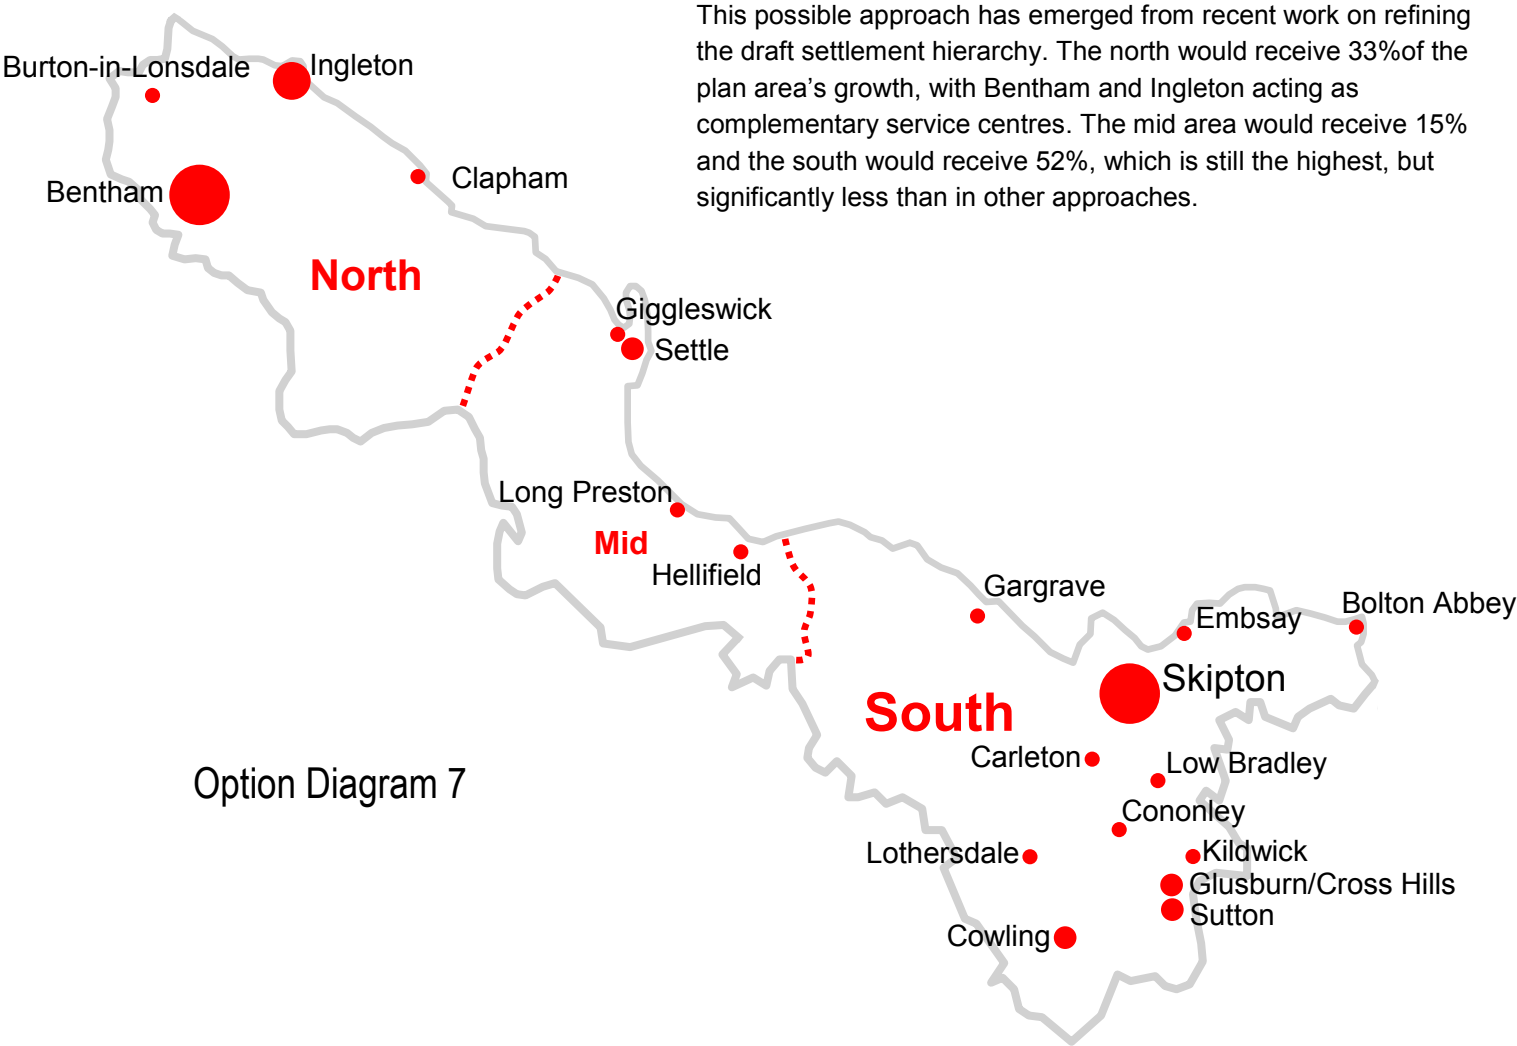 This possible approach has emerged from recent work on refining
the draft settlement hierarchy. The north would receive 33%of the
plan area's growth, with Bentham and Ingleton acting as
complementary service centres. The mid area would receive 15%
and the south would receive 52%, which is still the highest, but
significantly less than in other approaches.
Burton-in-Lonsdale
Ingleton
Clapham
Bentham
North
Giggleswick
Settle
Long Preston
Mid
Hellifield
Gargrave
Embsay
Bolton Abbey
Skipton
South
Carleton
Low Bradley
Option Diagram 7
Cononley
Lothersdale
Kildwick
Glusburn/Cross Hills
Sutton
Cowling